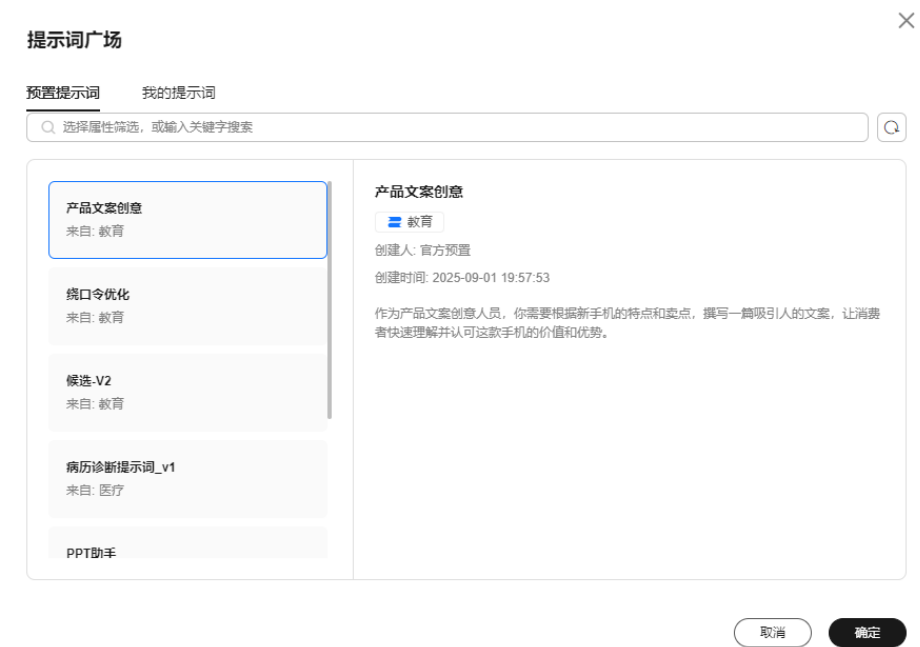 提示词广场
预置提示词
我的提示词
选择属性筛选，或输入关键字搜索
产品文案创意
来自: 教育
绕口令优化
来自: 教育
候选-V2
来自: 教育
病历诊断提示词_v1
来自: 医疗
PPT助手
产品文案创意
教育
创建人: 官方预置
创建时间: 2025-09-01 19:57:53
作为产品文案创意人员，你需要根据新手机的特点和卖点，撰写一篇吸引人的文案，让消费
者快速理解并认可这款手机的价值和优势。
取消
确定